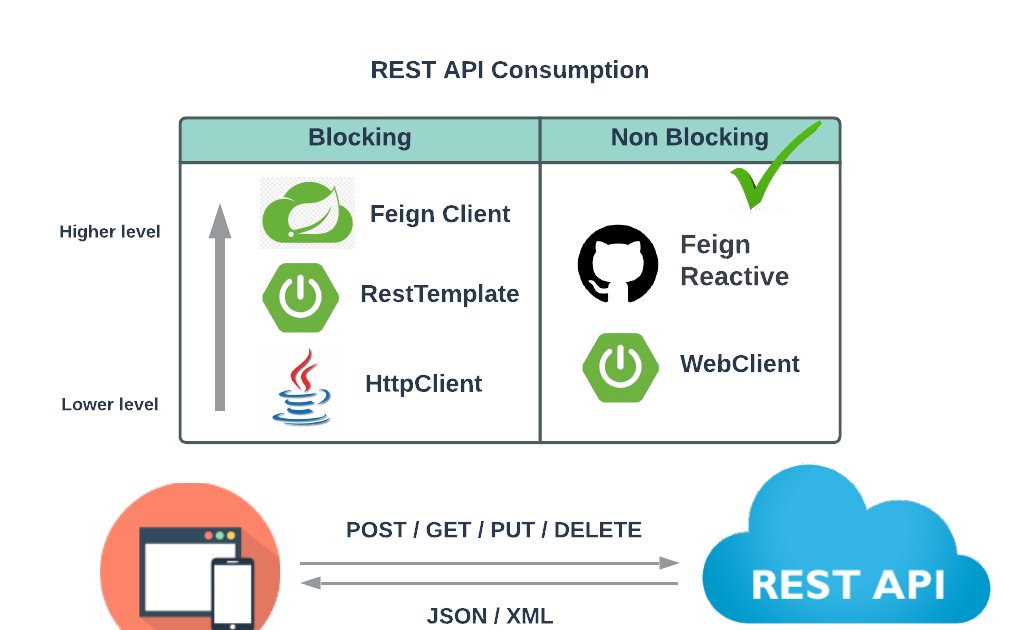 REST API Consumption
Blocking
Non Blocking
Higher level
Feign Client
RestTemplate
Lower level
HttpClient
Feign
Reactive
WebClient
POST / GET / PUT / DELETE
JSON / XML
REST API